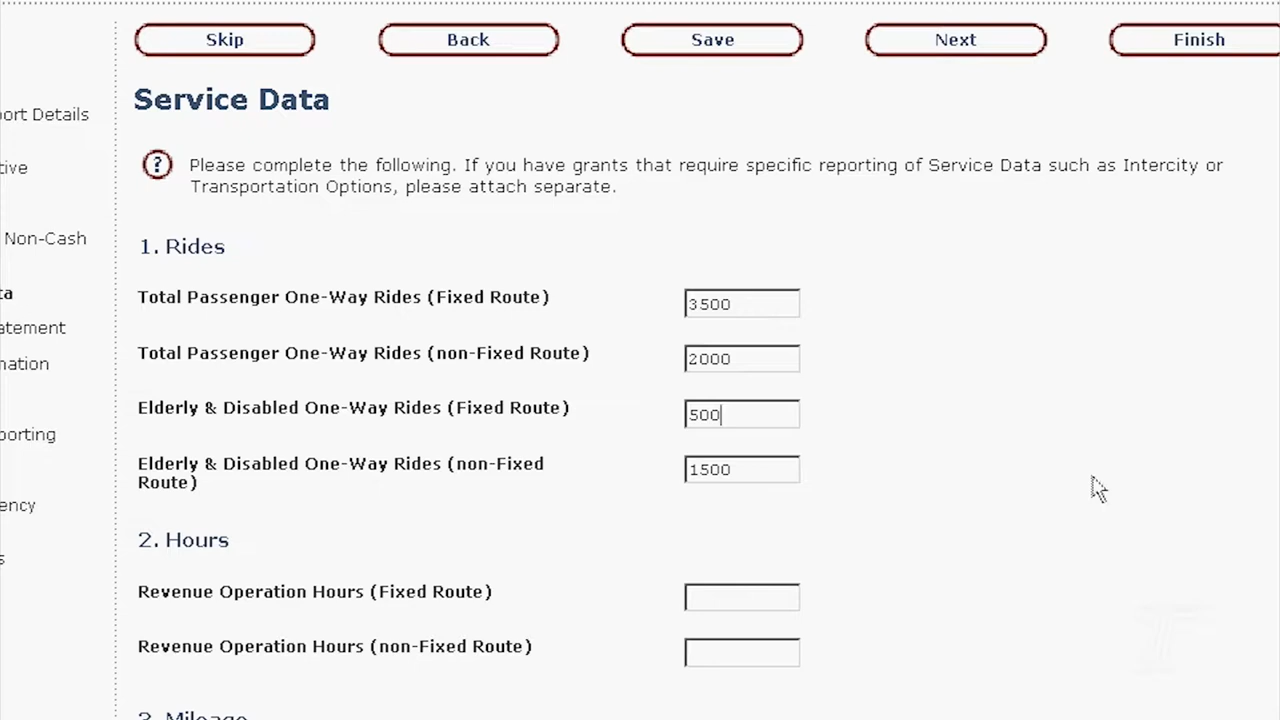 Skip Back Save Next Finish
Service Data
ort Details
? Please complete the following. If you have grants that require specific reporting of Service Data such as Intercity or
tive
Transportation Options, please attach separate.
Non-Cash
1. Rides
ta
Total Passenger One-Way Rides (Fixed Route) 3500
atement
Total Passenger One-Way Rides (non-Fixed Route) 2000
nation
Elderly & Disabled One-Way Rides (Fixed Route) 500
porting
Elderly & Disabled One-Way Rides (non-Fixed 1500
Route)
ency
2. Hours
s
Revenue Operation Hours (Fixed Route)
Revenue Operation Hours (non-Fixed Route)
3. Mileage